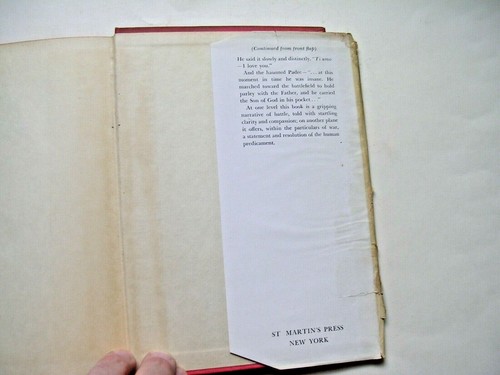 (Continued from front flap)
He said it slowly and distinctly. "Ti amo
— I love you."
And the haunted Padre — ". . . at this
moment in time he was insane. He
marched toward the battlefield to hold
parley with the Father, and he carried
the Son of God in his pocket . . ."
At one level this book is a gripping
narrative of battle, told with startling
clarity and compassion; on another plane
it offers, within the particulars of war,
a statement and resolution of the human
predicament.
ST MARTIN'S PRESS
NEW YORK